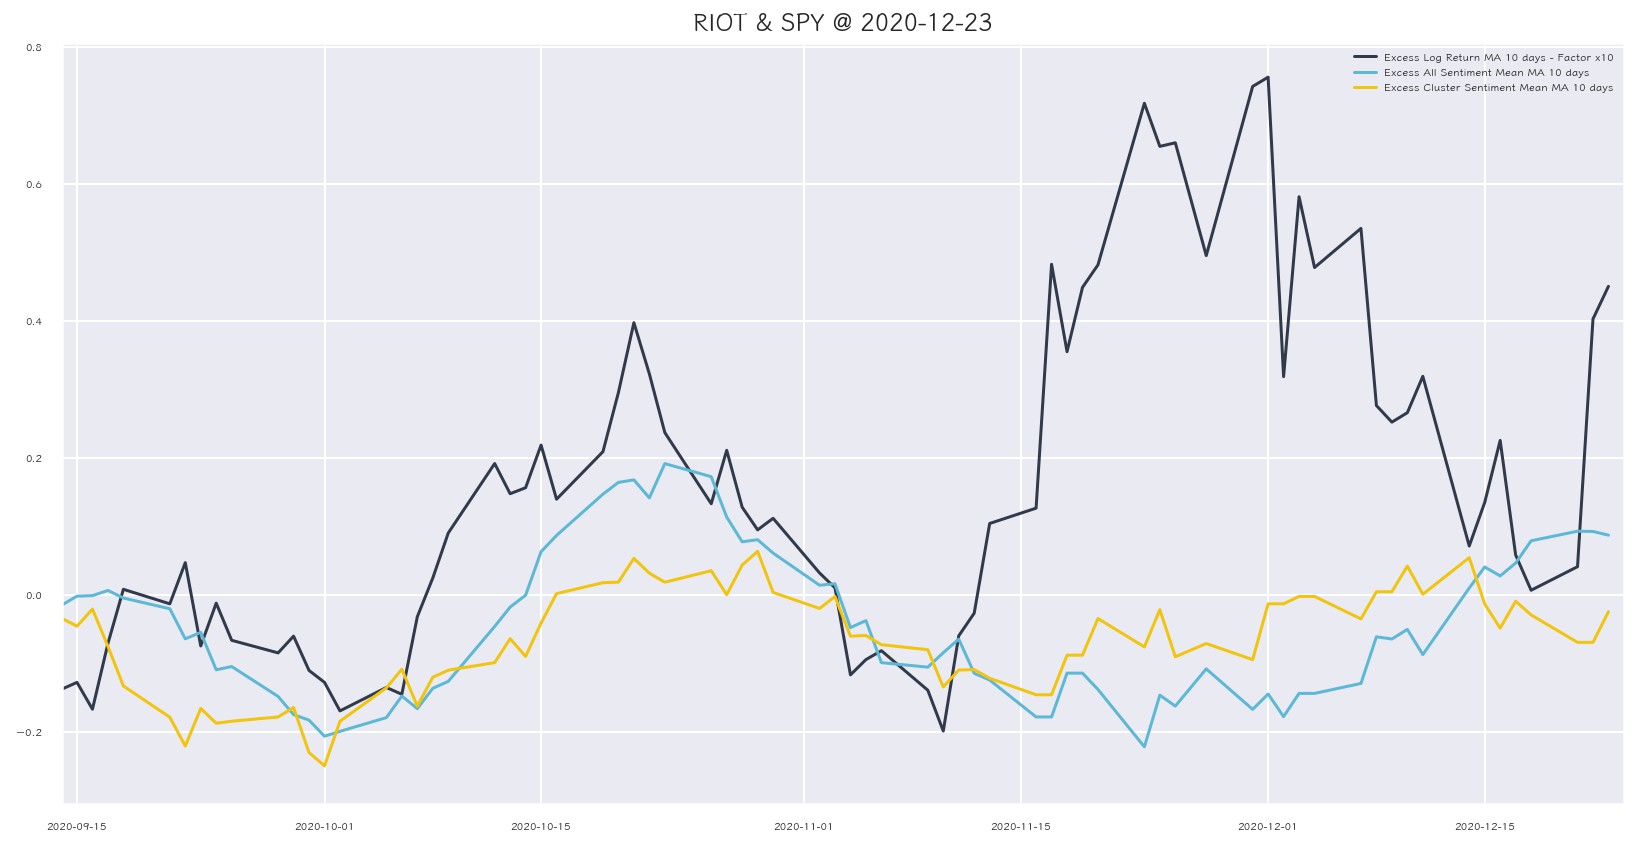 RIOT & SPY @ 2020-12-23
Excess Log Return MA 10 days - Factor x10
Excess All Sentiment Mean MA 10 days
Excess Cluster Sentiment Mean MA 10 days
0.8
0.6
0.4
0.2
0.0
−0.2
2020-09-15 2020-10-01 2020-10-15 2020-11-01 2020-11-15 2020-12-01 2020-12-15